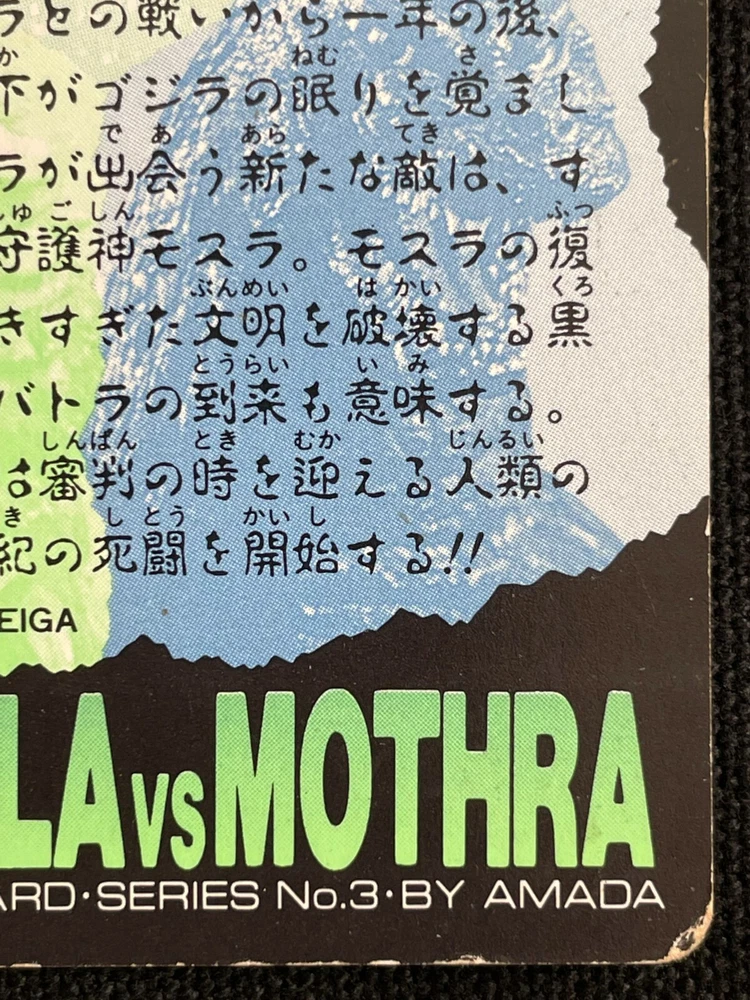 ラとの戦いから一年の後、
下がゴジラの眠りを覚まし
ラが出会う新たな敵は、す
守護神モスラ。モスラの復
きすぎた文明を破壊する黒
バトラの到来も意味する。
は審判の時を迎える人類の
紀の死闘を開始する!!
EIGA
LA VS MOTHRA
ARD·SERIES No.3·BY AMADA